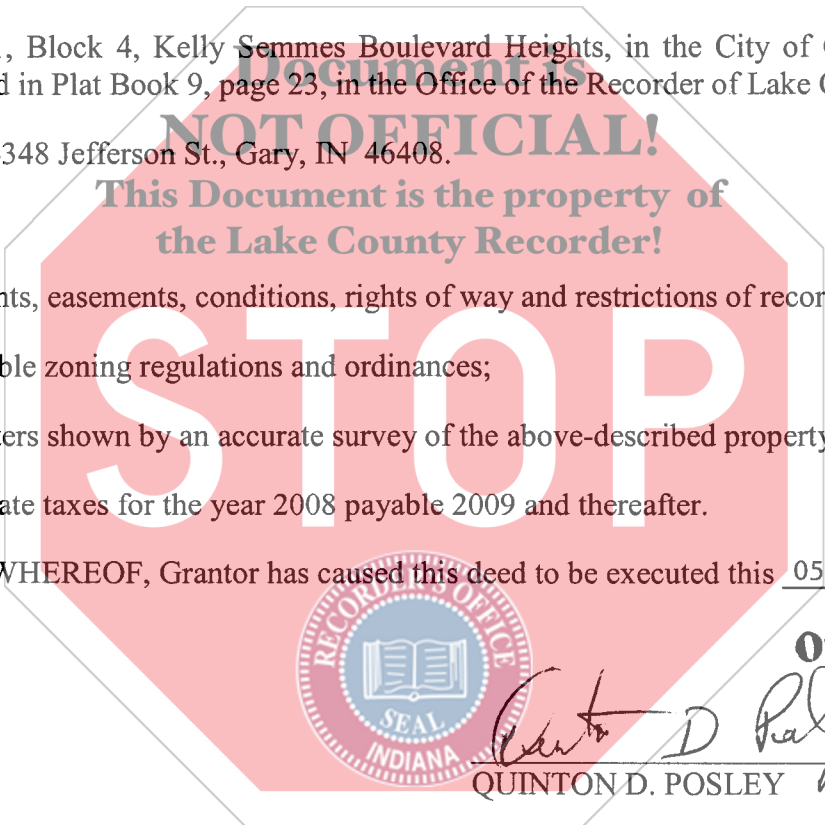 , Block 4, Kelly Semmes Boulevard Heights, in the City of
d in Plat Book 9, page 23, in the Office of the Recorder of Lake C
Document is
NOT OFFICIAL!
348 Jefferson St., Gary, IN 46408.
This Document is the property of
the Lake County Recorder!
nts, easements, conditions, rights of way and restrictions of recor
STOP
ble zoning regulations and ordinances;
ters shown by an accurate survey of the above-described property
ate taxes for the year 2008 payable 2009 and thereafter.
WHEREOF, Grantor has caused this deed to be executed this 05
RECORDER'S OFFICE
SEAL
INDIANA
Quinton D
QUINTON D. POSLEY